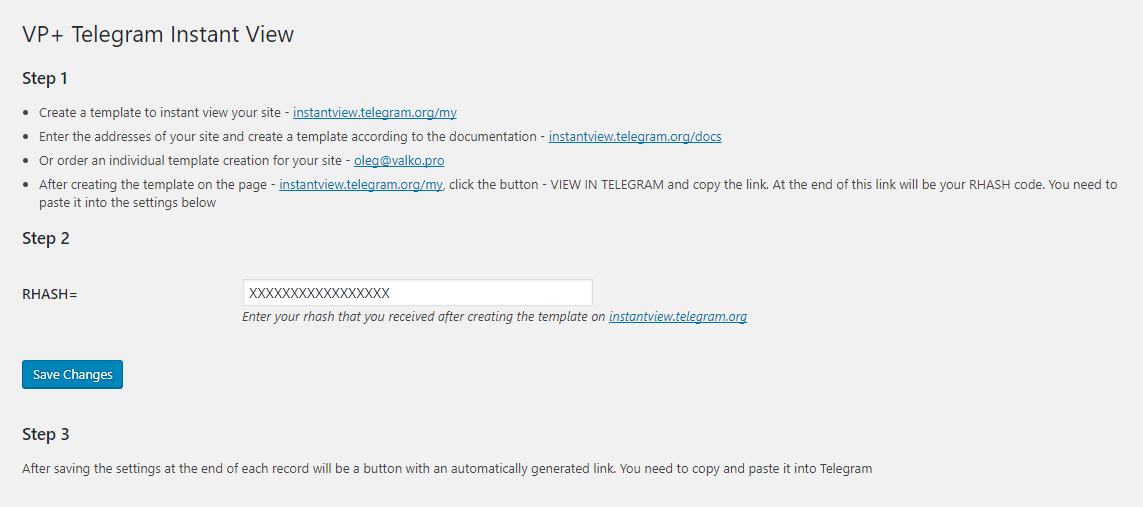 VP+ Telegram Instant View
Step 1
Create a template to instant view your site - instantview.telegram.org/my
Enter the addresses of your site and create a template according to the documentation - instantview.telegram.org/docs
Or order an individual template creation for your site - oleg@valko.pro
After creating the template on the page - instantview.telegram.org/my, click the button - VIEW IN TELEGRAM and copy the link. At the end of this link will be your RHASH code. You need to
paste it into the settings below
Step 2
RHASH= XXXXXXXXXXXXXXXXX
Enter your rhash that you received after creating the template on instantview.telegram.org
Save Changes
Step 3
After saving the settings at the end of each record will be a button with an automatically generated link. You need to copy and paste it into Telegram